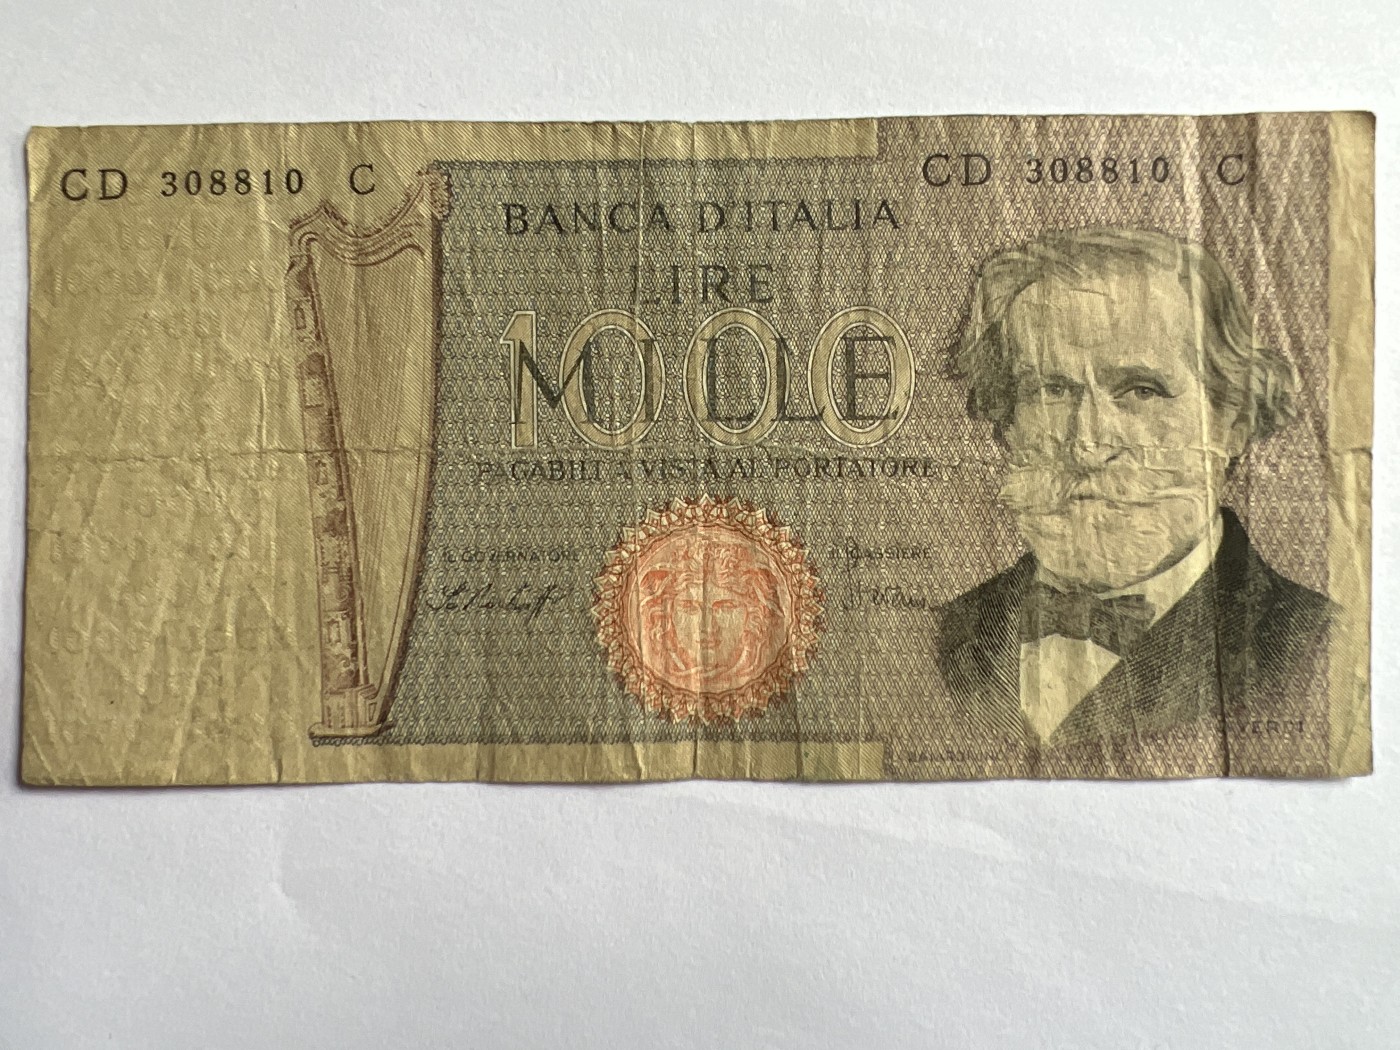 CD 308810 C
CD 308810 C
BANCA D'ITALIA
LIRE
1000
MILLE
PAGABILI A VISTA AL PORTATORE
IL GOVERNATORE
IL CASSIERE
G. VERDI